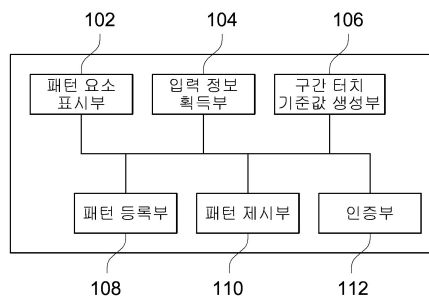 102
104
106
패턴 요소
표시부
입력 정보
획득부
구간 터치
기준값 생성부
패턴 등록부
패턴 제시부
인증부
108
110
112